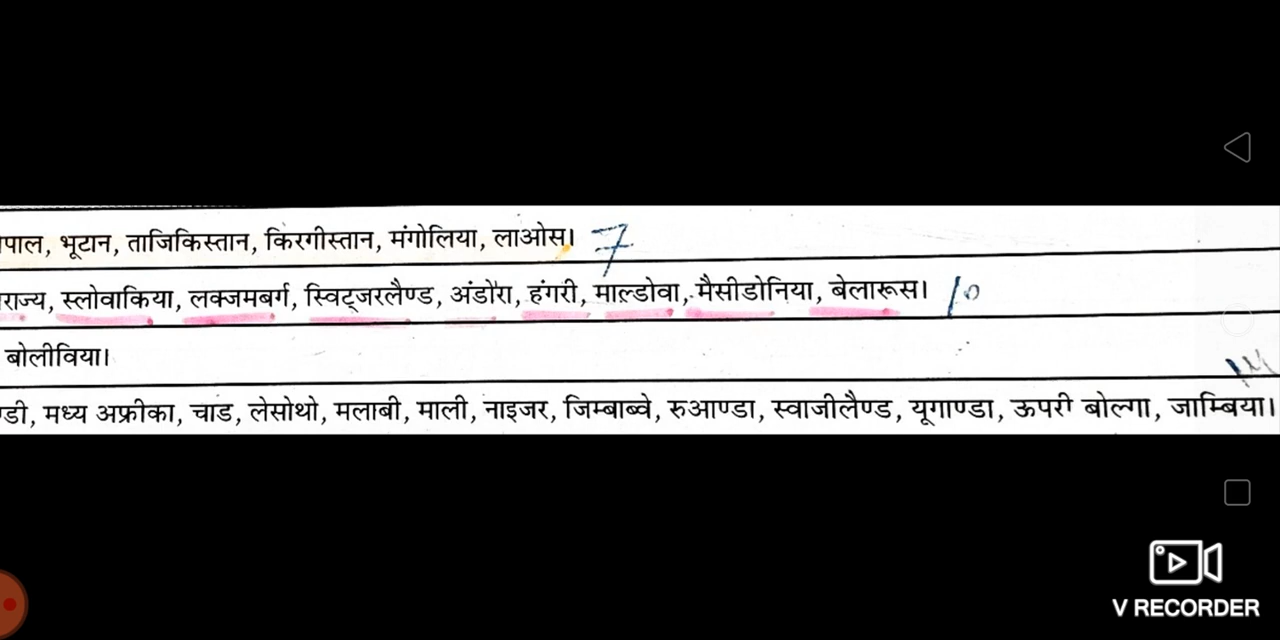 पाल, भूटान, ताजिकिस्तान, किरगीस्तान, मंगोलिया, लाओस। 7
राज्य, स्लोवाकिया, लक्जमबर्ग, स्विट्जरलैण्ड, अंडोरा, हंगरी, माल्डोवा, मैसीडोनिया, बेलारूस। 10
बोलीविया।
डी, मध्य अफ्रीका, चाड, लेसोथो, मलाबी, माली, नाइजर, जिम्बाब्वे, रुआण्डा, स्वाजीलैण्ड, यूगाण्डा, ऊपरी बोल्गा, जाम्बिया।
V RECORDER